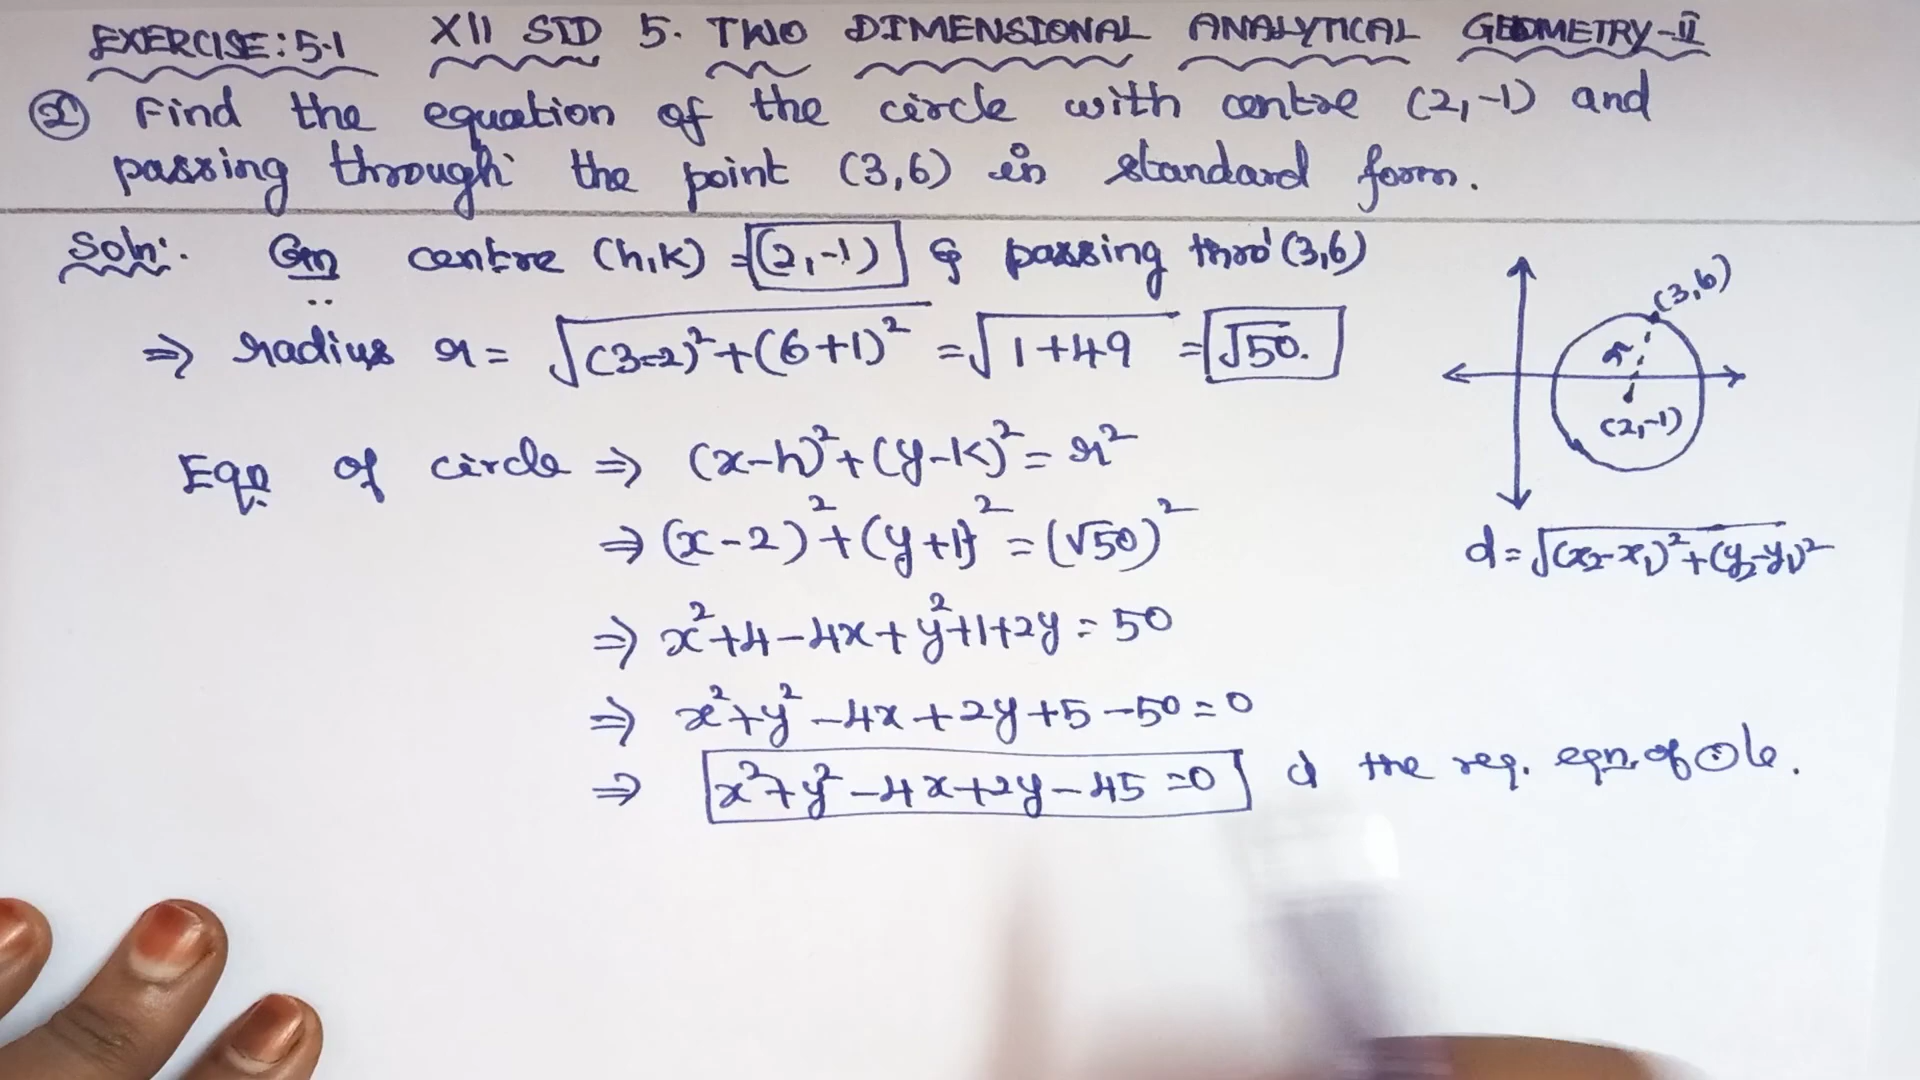 EXERCISE: 5.1 XII STD 5. TWO DIMENSIONAL ANALYTICAL GEOMETRY-II
② Find the equation of the circle with centre (2,-1) and
passing through the point (3,6) in standard form.
Soln: Gn centre (h,k) = (2,-1) & passing thro' (3,6)
⇒ radius r = √(3-2)²+(6+1)² = √1+49 = √50.
(3,6)
r
(2,-1)
Eqn. of circle ⇒ (x-h)²+(y-k)² = r²
⇒ (x-2)²+(y+1)² = (√50)²
d = √(x₂-x₁)²+(y₂-y₁)²
⇒ x²+4-4x+y²+1+2y = 50
⇒ x²+y²-4x+2y+5-50 = 0
⇒ x²+y²-4x+2y-45 = 0 the req. eqn. of ⊙le.